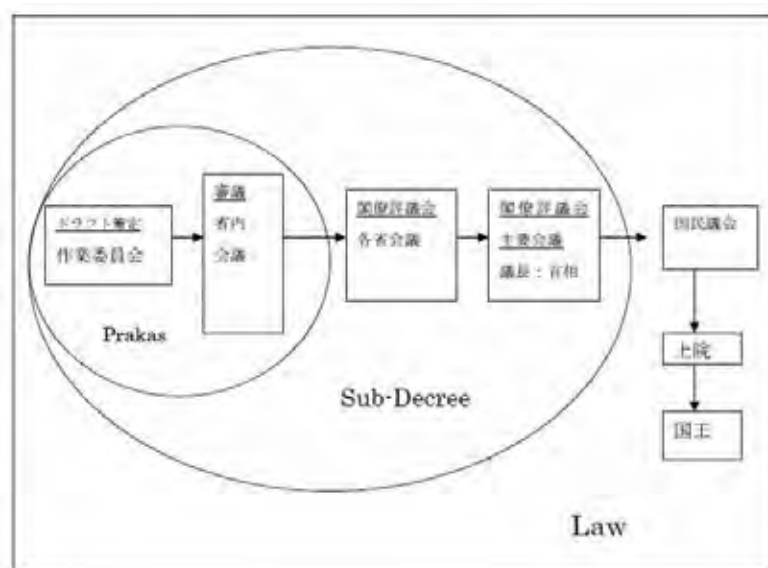 ドラフト策定
作業委員会
審議
省内
会議
閣僚評議会
各省会議
閣僚評議会
主要会議
議長：首相
国民議会
上院
国王
Prakas
Sub-Decree
Law